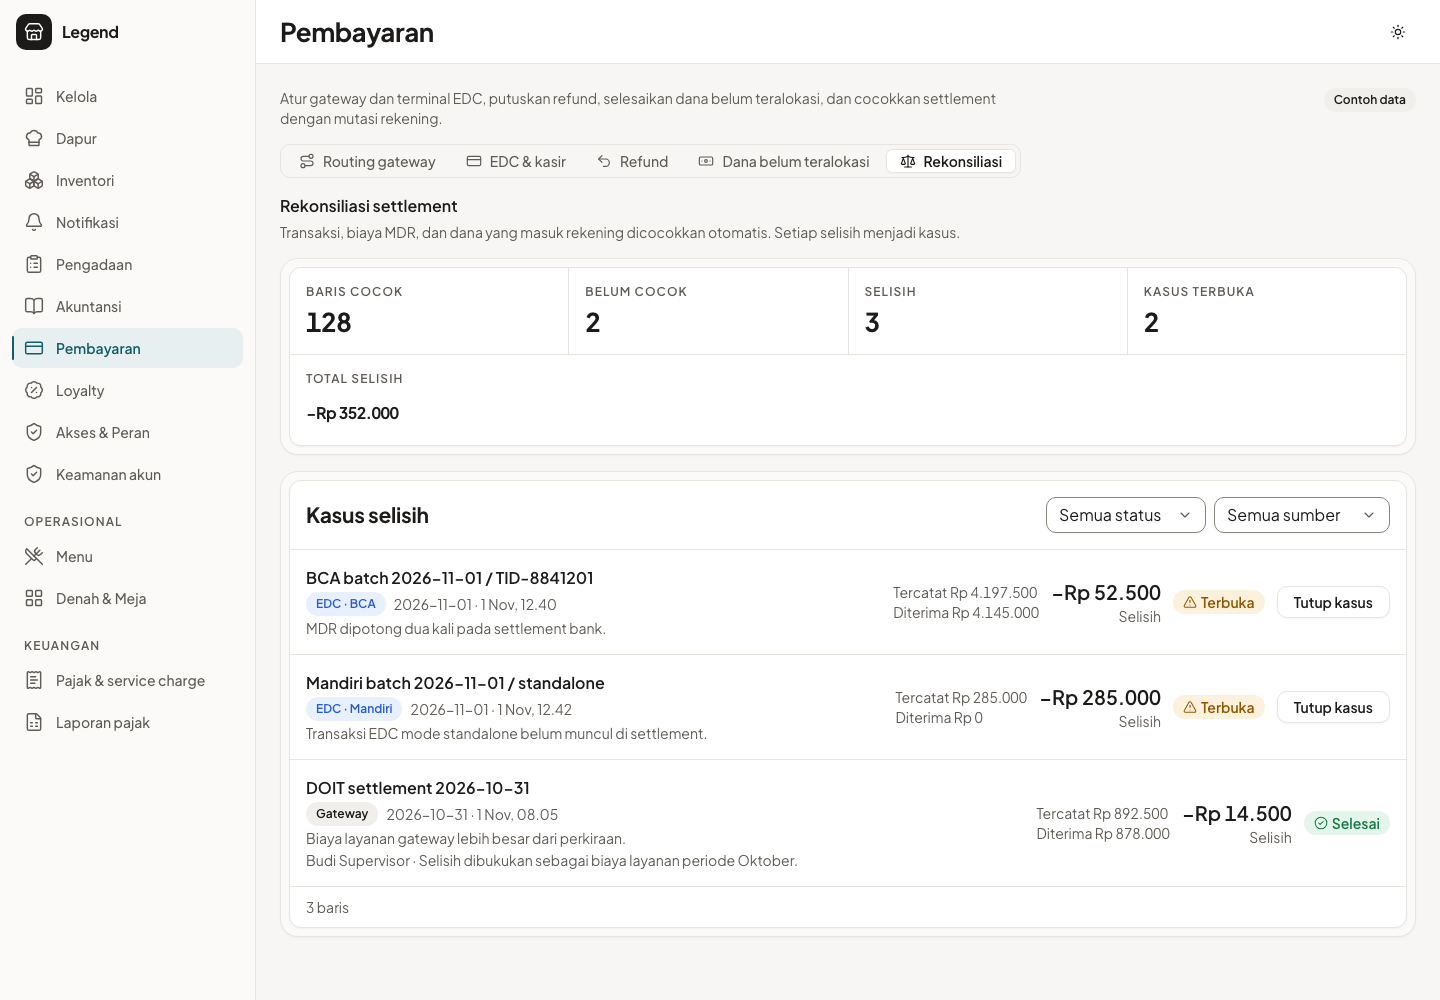 Legend
Pembayaran
Kelola
Dapur
Inventori
Notifikasi
Pengadaan
Akuntansi
Pembayaran
Loyalty
Akses & Peran
Keamanan akun
OPERASIONAL
Menu
Denah & Meja
KEUANGAN
Pajak & service charge
Laporan pajak
Atur gateway dan terminal EDC, putuskan refund, selesaikan dana belum teralokasi, dan cocokkan settlement
dengan mutasi rekening.
Contoh data
Routing gateway
EDC & kasir
Refund
Dana belum teralokasi
Rekonsiliasi
Rekonsiliasi settlement
Transaksi, biaya MDR, dan dana yang masuk rekening dicocokkan otomatis. Setiap selisih menjadi kasus.
BARIS COCOK
128
BELUM COCOK
2
SELISIH
3
KASUS TERBUKA
2
TOTAL SELISIH
−Rp 352.000
Kasus selisih
Semua status
Semua sumber
BCA batch 2026-11-01 / TID-8841201
EDC · BCA
2026-11-01 · 1 Nov, 12.40
MDR dipotong dua kali pada settlement bank.
Tercatat Rp 4.197.500
Diterima Rp 4.145.000
−Rp 52.500
Selisih
Terbuka
Tutup kasus
Mandiri batch 2026-11-01 / standalone
EDC · Mandiri
2026-11-01 · 1 Nov, 12.42
Transaksi EDC mode standalone belum muncul di settlement.
Tercatat Rp 285.000
Diterima Rp 0
−Rp 285.000
Selisih
Terbuka
Tutup kasus
DOIT settlement 2026-10-31
Gateway
2026-10-31 · 1 Nov, 08.05
Biaya layanan gateway lebih besar dari perkiraan.
Budi Supervisor · Selisih dibukukan sebagai biaya layanan periode Oktober.
Tercatat Rp 892.500
Diterima Rp 878.000
−Rp 14.500
Selisih
Selesai
3 baris